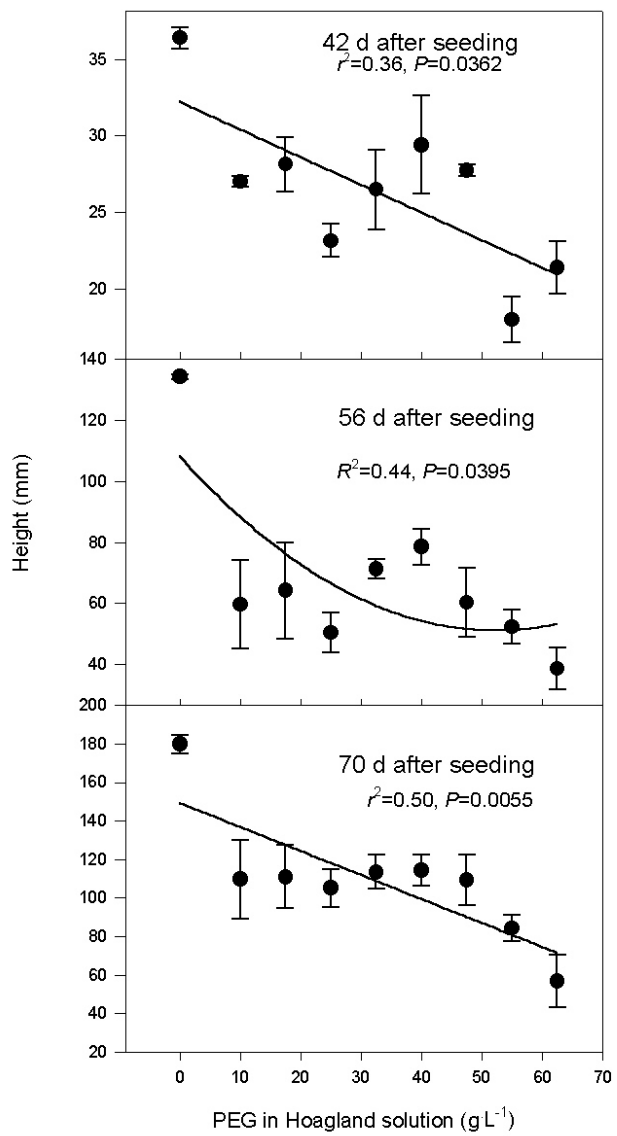 42 d after seeding
r²=0.36, P=0.0362
35
30
25
20
140
56 d after seeding
R²=0.44, P=0.0395
120
100
80
60
40
200
Height (mm)
70 d after seeding
r²=0.50, P=0.0055
180
160
140
120
100
80
60
40
20
0 10 20 30 40 50 60 70
PEG in Hoagland solution (g·L⁻¹)